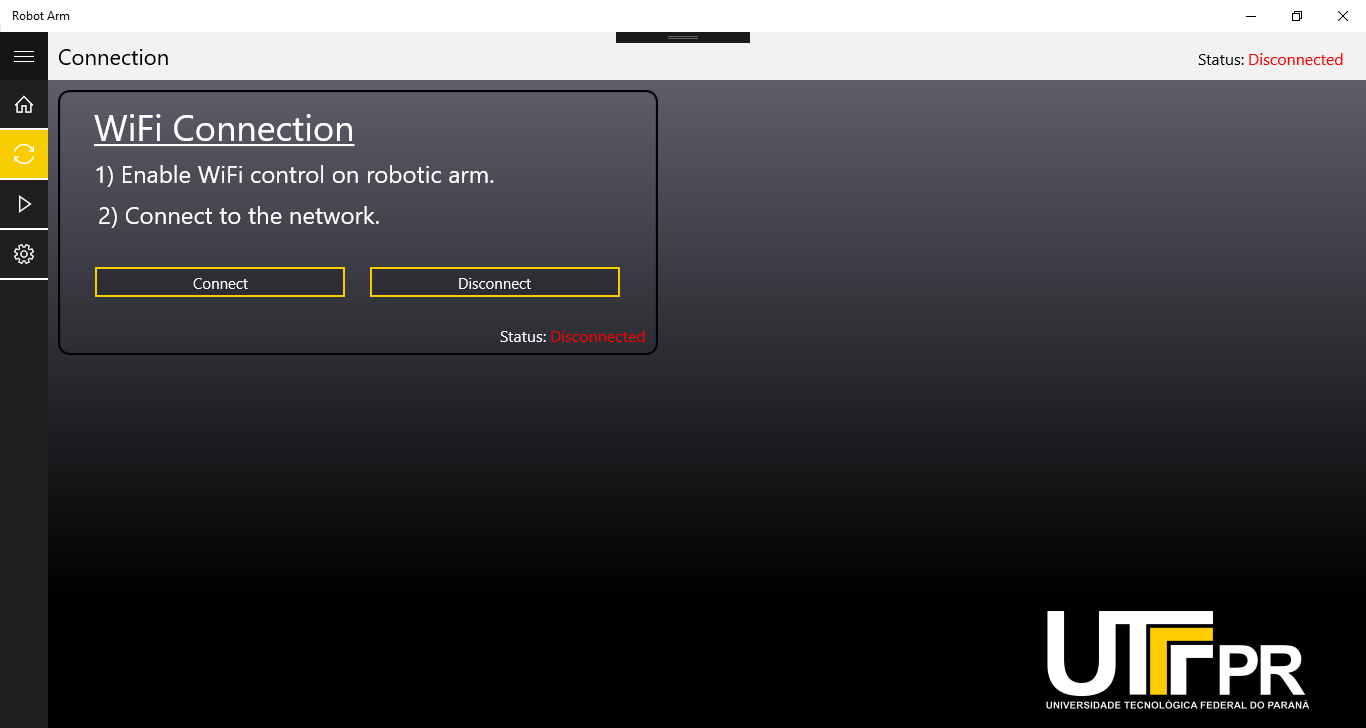 Robot Arm
Connection
Status: Disconnected
WiFi Connection
1) Enable WiFi control on robotic arm.
2) Connect to the network.
Connect
Disconnect
Status: Disconnected
UTFPR
UNIVERSIDADE TECNOLÓGICA FEDERAL DO PARANÁ